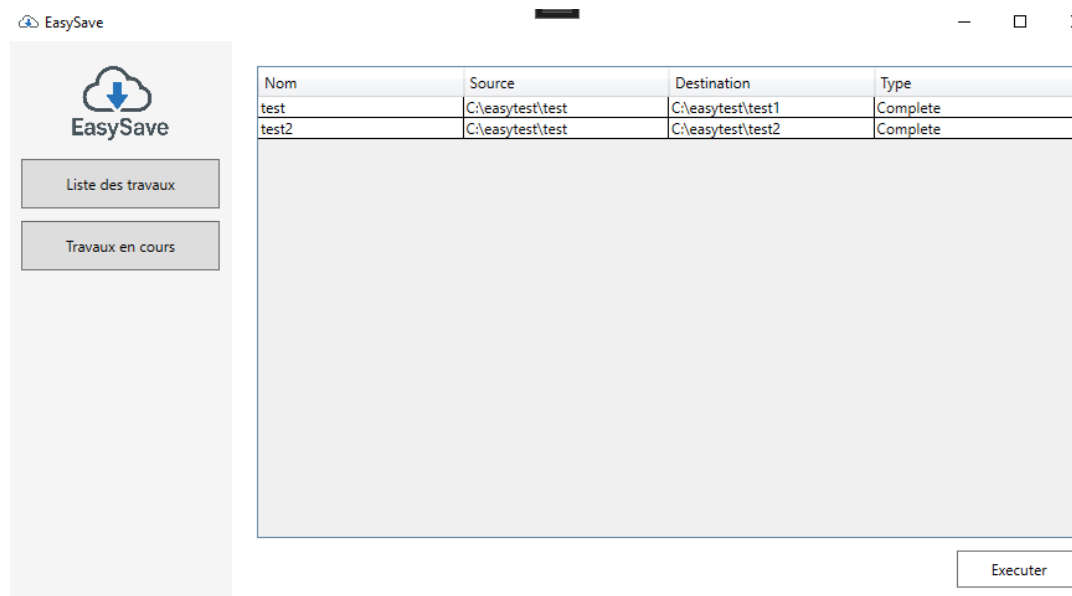 EasySave
EasySave
Liste des travaux
Travaux en cours
Nom Source Destination Type
test C:\easytest\test C:\easytest\test1 Complete
test2 C:\easytest\test C:\easytest\test2 Complete
Executer